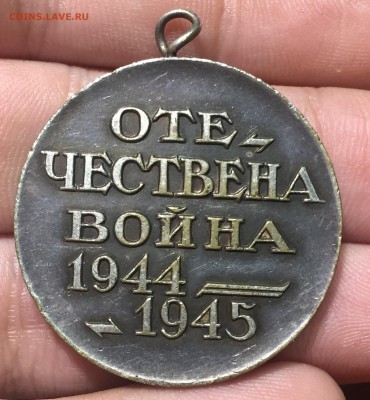 COINS.LAVE.RU
ОТЕ-
ЧЕСТВЕНА
ВОЙНА
1944 —
- 1945